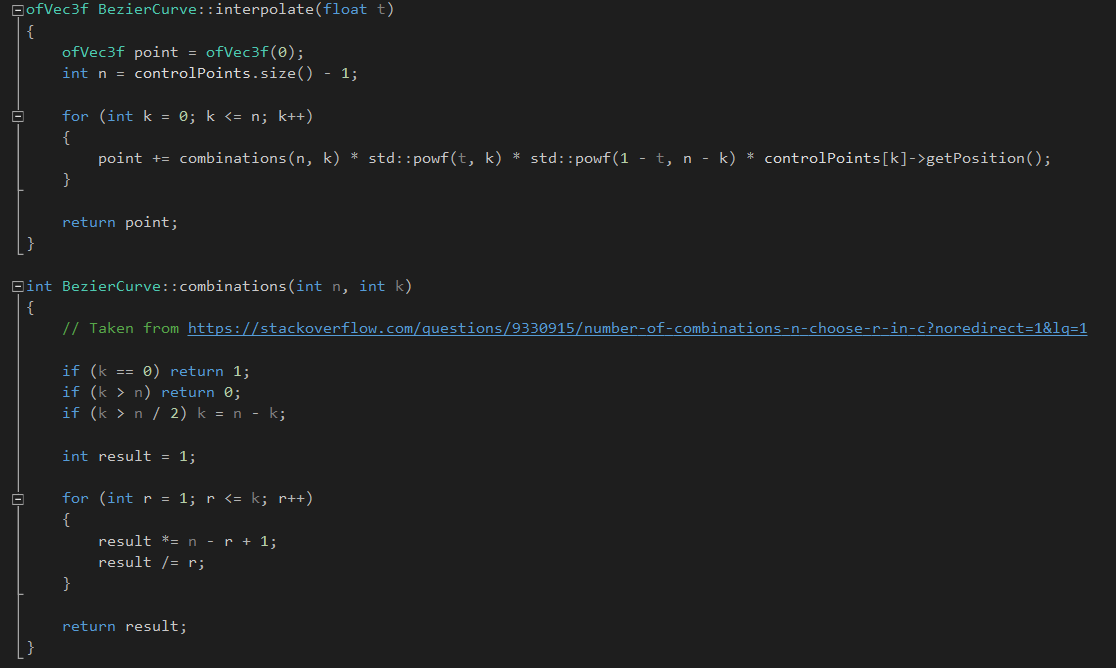 ofVec3f BezierCurve::interpolate(float t)
{
    ofVec3f point = ofVec3f(0);
    int n = controlPoints.size() - 1;

    for (int k = 0; k <= n; k++)
    {
        point += combinations(n, k) * std::powf(t, k) * std::powf(1 - t, n - k) * controlPoints[k]->getPosition();
    }

    return point;
}

int BezierCurve::combinations(int n, int k)
{
    // Taken from https://stackoverflow.com/questions/9330915/number-of-combinations-n-choose-r-in-c?noredirect=1&lq=1

    if (k == 0) return 1;
    if (k > n) return 0;
    if (k > n / 2) k = n - k;

    int result = 1;

    for (int r = 1; r <= k; r++)
    {
        result *= n - r + 1;
        result /= r;
    }

    return result;
}